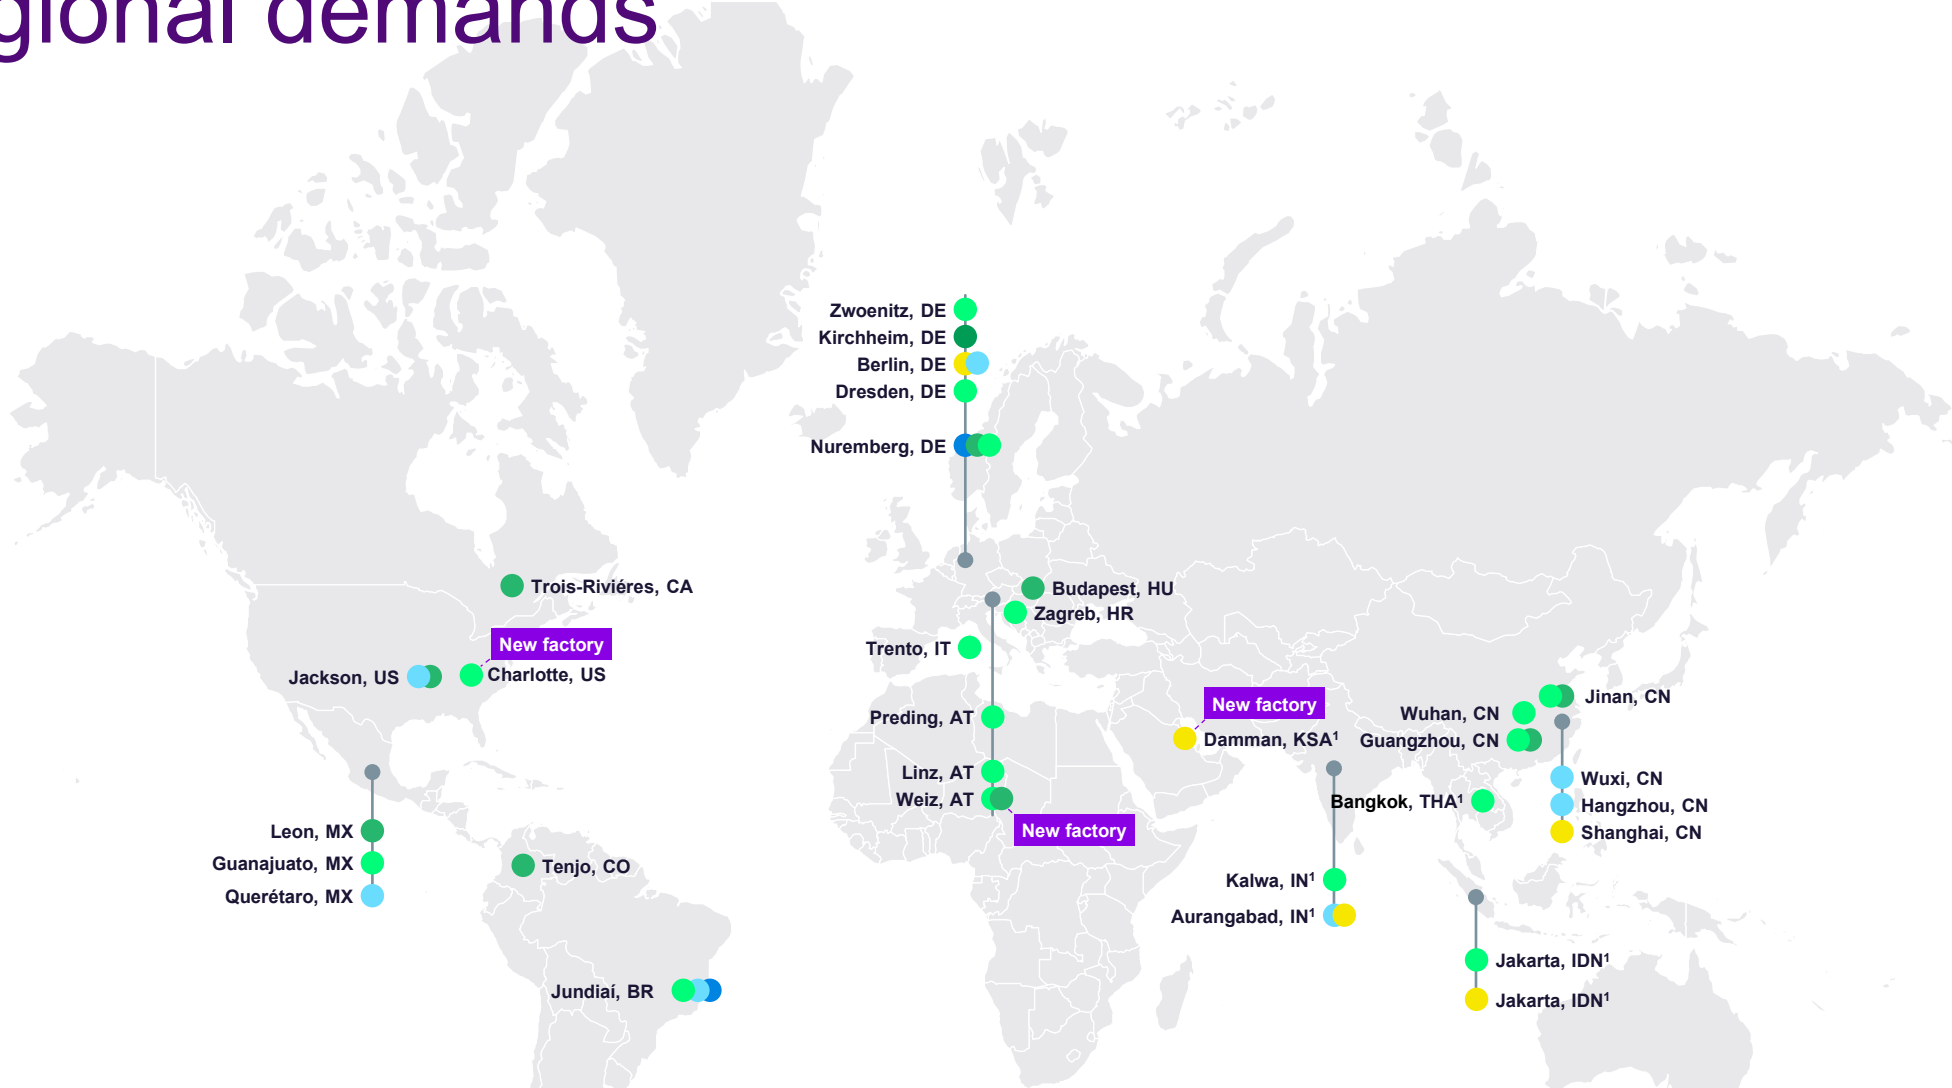 gional demands
Zwoenitz, DE
Kirchheim, DE
Berlin, DE
Dresden, DE
Nuremberg, DE
Trois-Riviéres, CA
New factory
Jackson, US
Charlotte, US
Leon, MX
Guanajuato, MX
Querétaro, MX
Tenjo, CO
Jundiaí, BR
Budapest, HU
Zagreb, HR
Trento, IT
Preding, AT
Linz, AT
Weiz, AT
New factory
New factory
Damman, KSA¹
Kalwa, IN¹
Aurangabad, IN¹
Jinan, CN
Wuhan, CN
Guangzhou, CN
Wuxi, CN
Hangzhou, CN
Shanghai, CN
Bangkok, THA¹
Jakarta, IDN¹
Jakarta, IDN¹